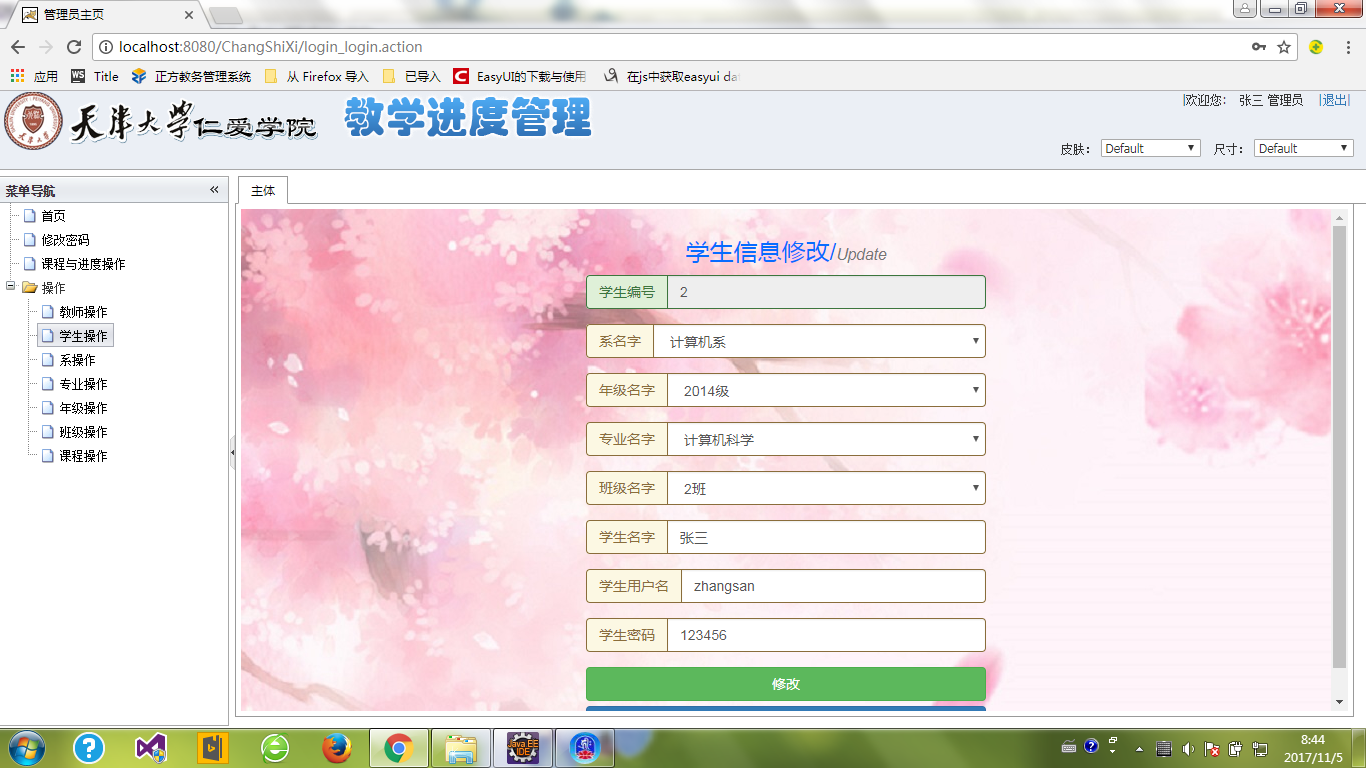 管理员主页
localhost:8080/ChangShiXi/login_login.action
应用 WS Title 正方教务管理系统 从 Firefox 导入 已导入 C EasyUI的下载与使用 在js中获取easyui dat
天津大学仁爱学院 教学进度管理
|欢迎您: 张三 管理员 |退出|
皮肤: Default 尺寸: Default
菜单导航
首页
修改密码
课程与进度操作
操作
教师操作
学生操作
系操作
专业操作
年级操作
班级操作
课程操作
主体
学生信息修改/Update
学生编号 2
系名字 计算机系
年级名字 2014级
专业名字 计算机科学
班级名字 2班
学生名字 张三
学生用户名 zhangsan
学生密码 123456
修改
Java EE
IDE
8:44
2017/11/5